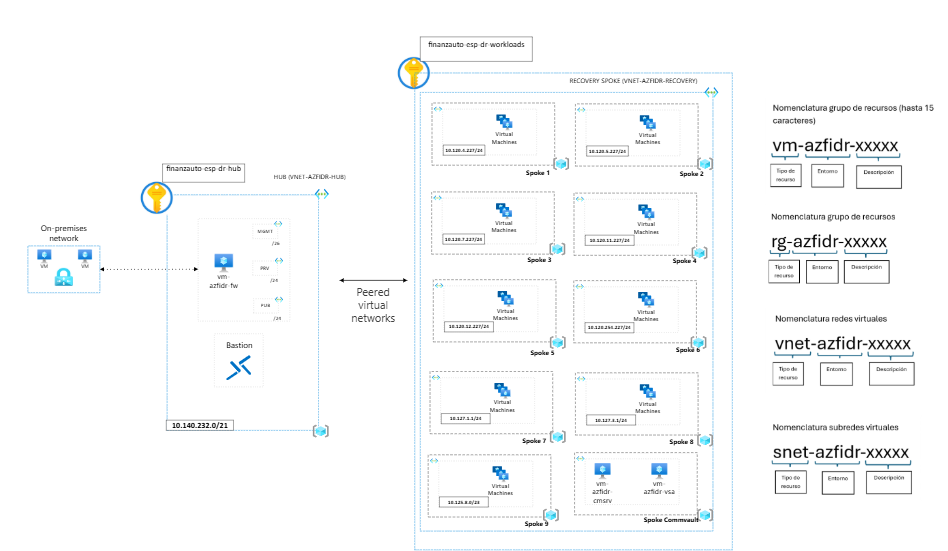 finanzauto-esp-dr-workloads
RECOVERY SPOKE (VNET-AZFIDR-RECOVERY)
Virtual
Machines
10.120.4.227/24
Spoke 1
Virtual
Machines
10.120.5.227/24
Spoke 2
Virtual
Machines
10.120.7.227/24
Spoke 3
Virtual
Machines
10.120.11.227/24
Spoke 4
Virtual
Machines
10.120.12.227/24
Spoke 5
Virtual
Machines
10.120.254.227/24
Spoke 6
Virtual
Machines
10.127.1.1/24
Spoke 7
Virtual
Machines
10.127.3.1/24
Spoke 8
Virtual
Machines
10.125.8.0/23
Spoke 9
vm-
azfidr-
cmsrv
vm-
azfidr-vsa
Spoke Commvault
finanzauto-esp-dr-hub
HUB (VNET-AZFIDR-HUB)
On-premises
network
VM
VM
vm-
azfidr-fw
MGMT
/26
PRV
/24
PUB
/24
Bastion
10.140.232.0/21
Peered
virtual
networks
Nomenclatura grupo de recursos (hasta 15
caracteres)
vm-azfidr-xxxxx
Tipo de
recurso
Entorno
Descripción
Nomenclatura grupo de recursos
rg-azfidr-xxxxx
Tipo de
recurso
Entorno
Descripción
Nomenclatura redes virtuales
vnet-azfidr-xxxxx
Tipo de
recurso
Entorno
Descripción
Nomenclatura subredes virtuales
snet-azfidr-xxxxx
Tipo de
recurso
Entorno
Descripción